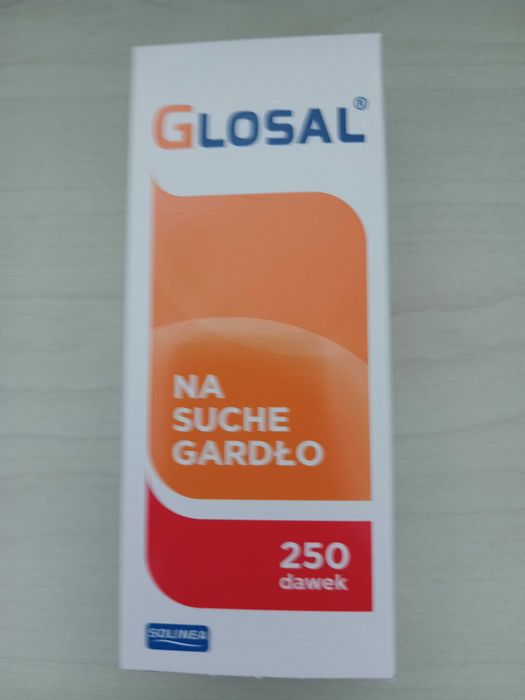 GLOSAL®
NA
SUCHE
GARDŁO
250
dawek
SOLINEA